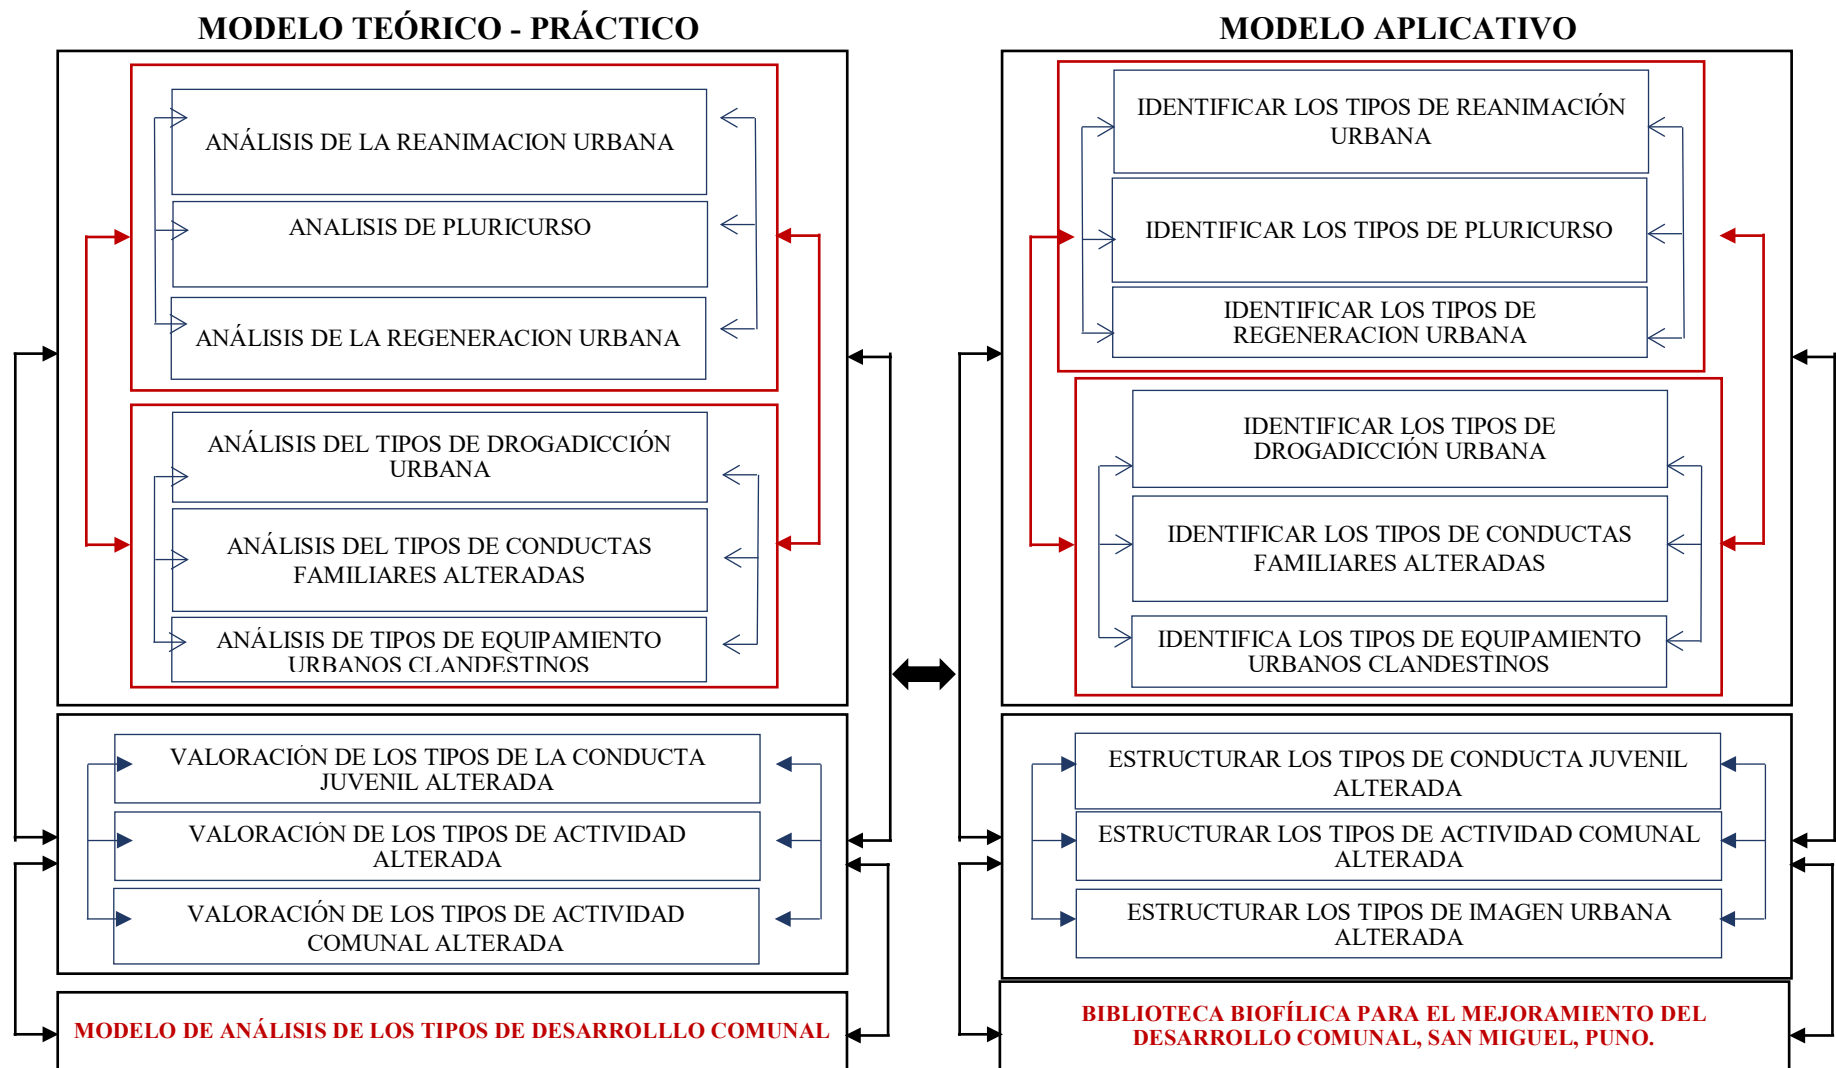 MODELO TEÓRICO - PRÁCTICO
ANÁLISIS DE LA REANIMACION URBANA
ANALISIS DE PLURICURSO
ANÁLISIS DE LA REGENERACION URBANA
ANÁLISIS DEL TIPOS DE DROGADICCIÓN
URBANA
ANÁLISIS DEL TIPOS DE CONDUCTAS
FAMILIARES ALTERADAS
ANÁLISIS DE TIPOS DE EQUIPAMIENTO
URBANOS CLANDESTINOS
VALORACIÓN DE LOS TIPOS DE LA CONDUCTA
JUVENIL ALTERADA
VALORACIÓN DE LOS TIPOS DE ACTIVIDAD
ALTERADA
VALORACIÓN DE LOS TIPOS DE ACTIVIDAD
COMUNAL ALTERADA
MODELO DE ANÁLISIS DE LOS TIPOS DE DESARROLLLO COMUNAL
MODELO APLICATIVO
IDENTIFICAR LOS TIPOS DE REANIMACIÓN
URBANA
IDENTIFICAR LOS TIPOS DE PLURICURSO
IDENTIFICAR LOS TIPOS DE
REGENERACION URBANA
IDENTIFICAR LOS TIPOS DE
DROGADICCIÓN URBANA
IDENTIFICAR LOS TIPOS DE CONDUCTAS
FAMILIARES ALTERADAS
IDENTIFICA LOS TIPOS DE EQUIPAMIENTO
URBANOS CLANDESTINOS
ESTRUCTURAR LOS TIPOS DE CONDUCTA JUVENIL
ALTERADA
ESTRUCTURAR LOS TIPOS DE ACTIVIDAD COMUNAL
ALTERADA
ESTRUCTURAR LOS TIPOS DE IMAGEN URBANA
ALTERADA
BIBLIOTECA BIOFÍLICA PARA EL MEJORAMIENTO DEL
DESARROLLO COMUNAL, SAN MIGUEL, PUNO.